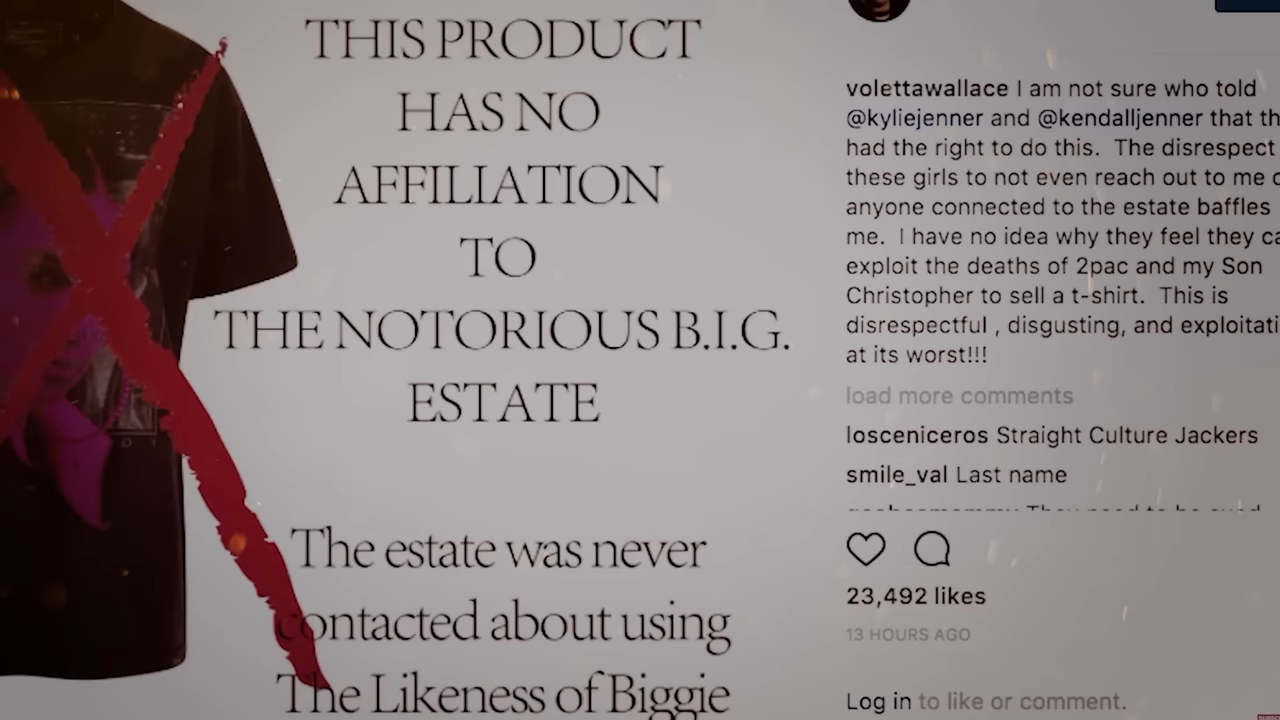 THIS PRODUCT
HAS NO
AFFILIATION
TO
THE NOTORIOUS B.I.G.
ESTATE
The estate was never
contacted about using
The Likeness of Biggie
volettawallace I am not sure who told
@kyliejenner and @kendalljenner that
had the right to do this. The disrespect
these girls to not even reach out to me
anyone connected to the estate baffles
me. I have no idea why they feel they
exploit the deaths of 2pac and my Son
Christopher to sell a t-shirt. This is
disrespectful , disgusting, and
at its worst!!!
load more comments
losceniceros Straight Culture Jackers
smile_val Last name
23,492 likes
13 HOURS AGO
Log in to like or comment.